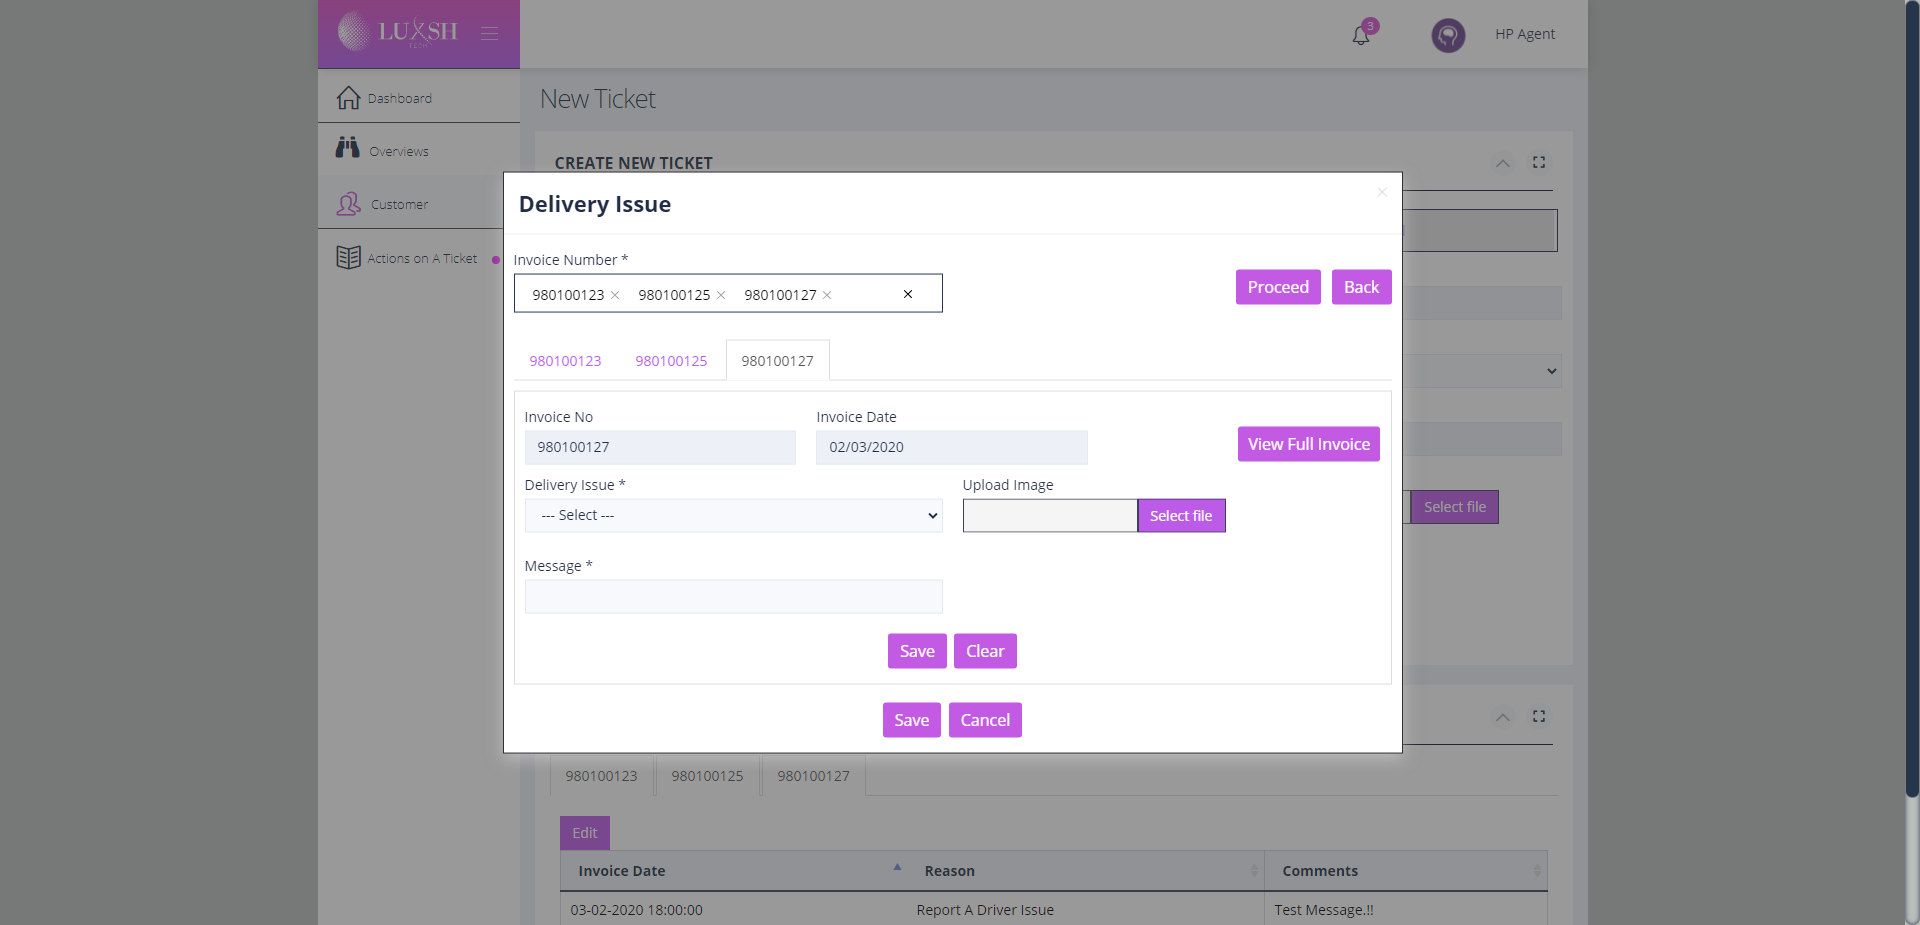 LUXSH
3
HP Agent
Dashboard
Overviews
Customer
Actions on A Ticket
New Ticket
CREATE NEW TICKET
Delivery Issue
Invoice Number *
980100123 × 980100125 × 980100127 × ×
Proceed Back
980100123 980100125 980100127
Invoice No Invoice Date
980100127 02/03/2020 View Full Invoice
Delivery Issue * Upload Image
--- Select --- Select file
Select file
Message *
Save Clear
Save Cancel
980100123 980100125 980100127
Edit
Invoice Date Reason Comments
03-02-2020 18:00:00 Report A Driver Issue Test Message.!!